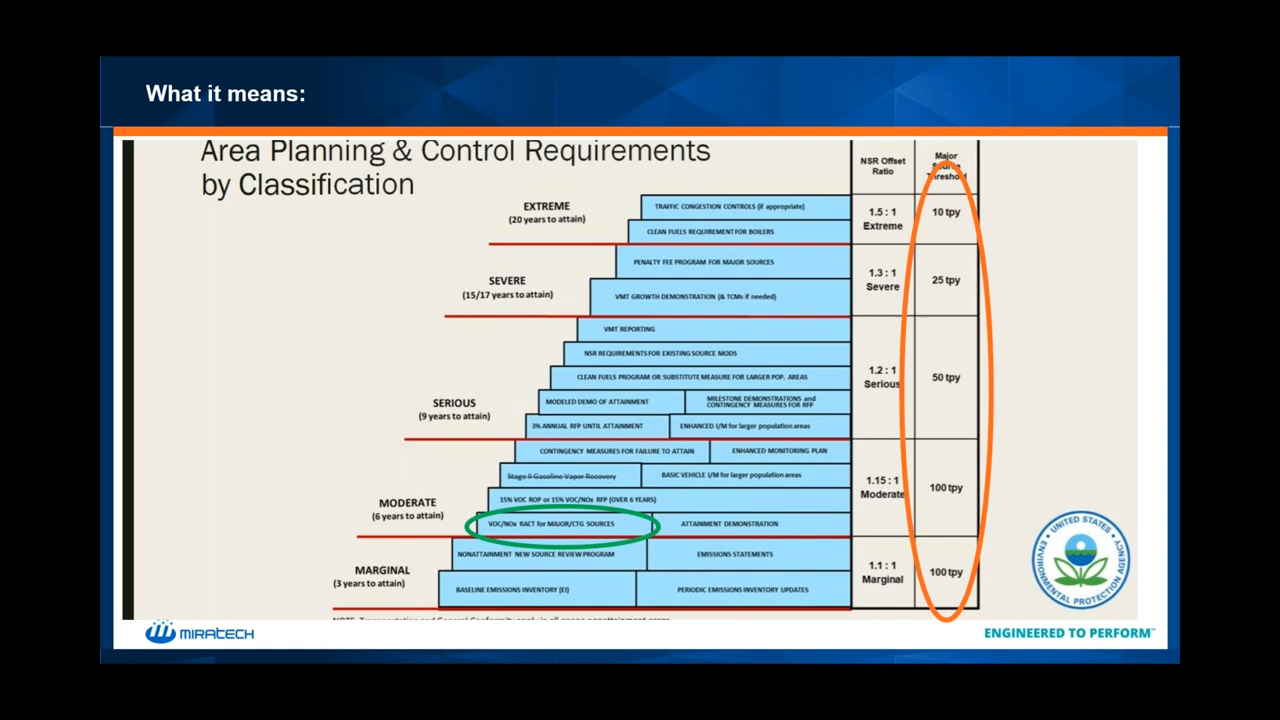 What it means:
Area Planning & Control Requirements
by Classification
NSR Offset
Ratio
Major
Source
Threshold
EXTREME
(20 years to attain)
TRAFFIC CONGESTION CONTROLS (if appropriate)
CLEAN FUELS REQUIREMENT FOR BOILERS
1.5 : 1
Extreme
10 tpy
SEVERE
(15/17 years to attain)
PENALTY FEE PROGRAM FOR MAJOR SOURCES
VMT GROWTH DEMONSTRATION (& TCMs if needed)
1.3 : 1
Severe
25 tpy
SERIOUS
(9 years to attain)
VMT REPORTING
NSR REQUIREMENTS FOR EXISTING SOURCE MODS
CLEAN FUELS PROGRAM OR SUBSTITUTE MEASURE FOR LARGER POP. AREAS
MODELED DEMO OF ATTAINMENT
MILESTONE DEMONSTRATIONS and
CONTINGENCY MEASURES FOR RFP
3% ANNUAL RFP UNTIL ATTAINMENT
ENHANCED I/M for larger population areas
1.2 : 1
Serious
50 tpy
MODERATE
(6 years to attain)
CONTINGENCY MEASURES FOR FAILURE TO ATTAIN
ENHANCED MONITORING PLAN
Stage II Gasoline Vapor Recovery
BASIC VEHICLE I/M for larger population areas
15% VOC ROP or 15% VOC/NOx RFP (OVER 6 YEARS)
VOC/NOx RACT for MAJOR/CTG SOURCES
ATTAINMENT DEMONSTRATION
1.15 : 1
Moderate
100 tpy
MARGINAL
(3 years to attain)
NONATTAINMENT NEW SOURCE REVIEW PROGRAM
EMISSIONS STATEMENTS
BASELINE EMISSIONS INVENTORY (EI)
PERIODIC EMISSIONS INVENTORY UPDATES
1.1 : 1
Marginal
100 tpy
UNITED STATES
ENVIRONMENTAL PROTECTION AGENCY
MIRATECH
ENGINEERED TO PERFORM™